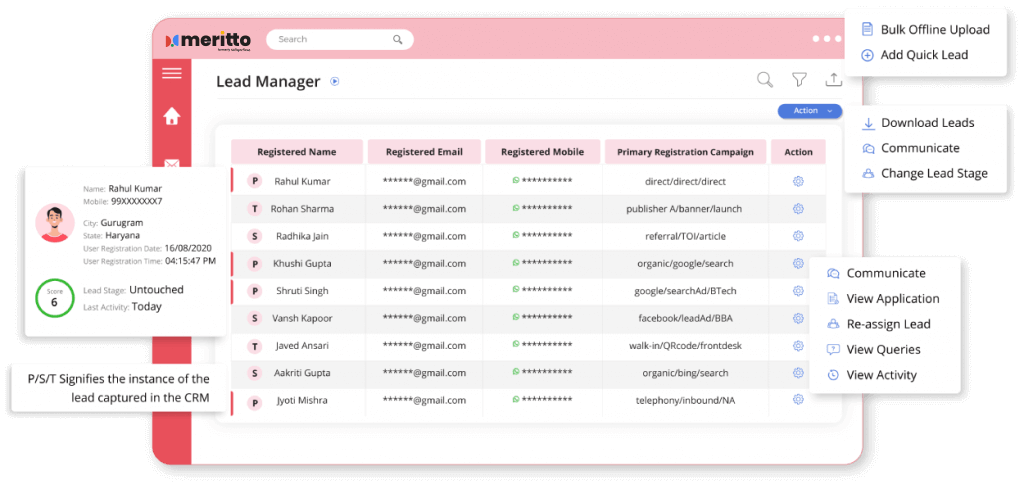 meritto
Search
Bulk Offline Upload
Add Quick Lead
Lead Manager
Action
Download Leads
Communicate
Change Lead Stage
Registered Name Registered Email Registered Mobile Primary Registration Campaign Action
P Rahul Kumar ******@gmail.com ********** direct/direct/direct
T Rohan Sharma ******@gmail.com ********** publisher A/banner/launch
S Radhika Jain ******@gmail.com ********** referral/TOI/article
P Khushi Gupta ******@gmail.com ********** organic/google/search
P Shruti Singh ******@gmail.com ********** google/searchAd/BTech
S Vansh Kapoor ******@gmail.com ********** facebook/leadAd/BBA
T Javed Ansari ******@gmail.com ********** walk-in/QRcode/frontdesk
S Aakriti Gupta ******@gmail.com ********** organic/bing/search
P Jyoti Mishra ******@gmail.com ********** telephony/inbound/NA
Name: Rahul Kumar
Mobile: 99XXXXXXX7
City: Gurugram
State: Haryana
User Registration Date: 16/08/2020
User Registration Time: 04:15:47 PM
Score
6
Lead Stage: Untouched
Last Activity: Today
P/S/T Signifies the instance of the
lead captured in the CRM
Communicate
View Application
Re-assign Lead
View Queries
View Activity